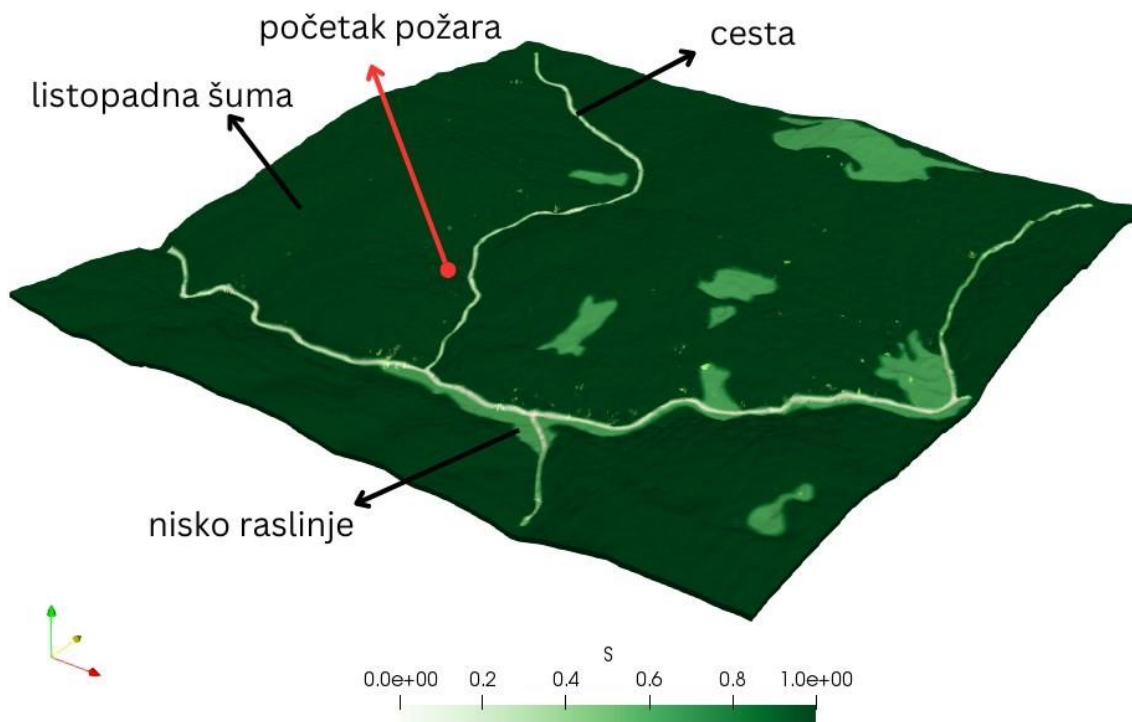 početak požara
cesta
listopadna šuma
nisko raslinje
S
0.0e+00 0.2 0.4 0.6 0.8 1.0e+00